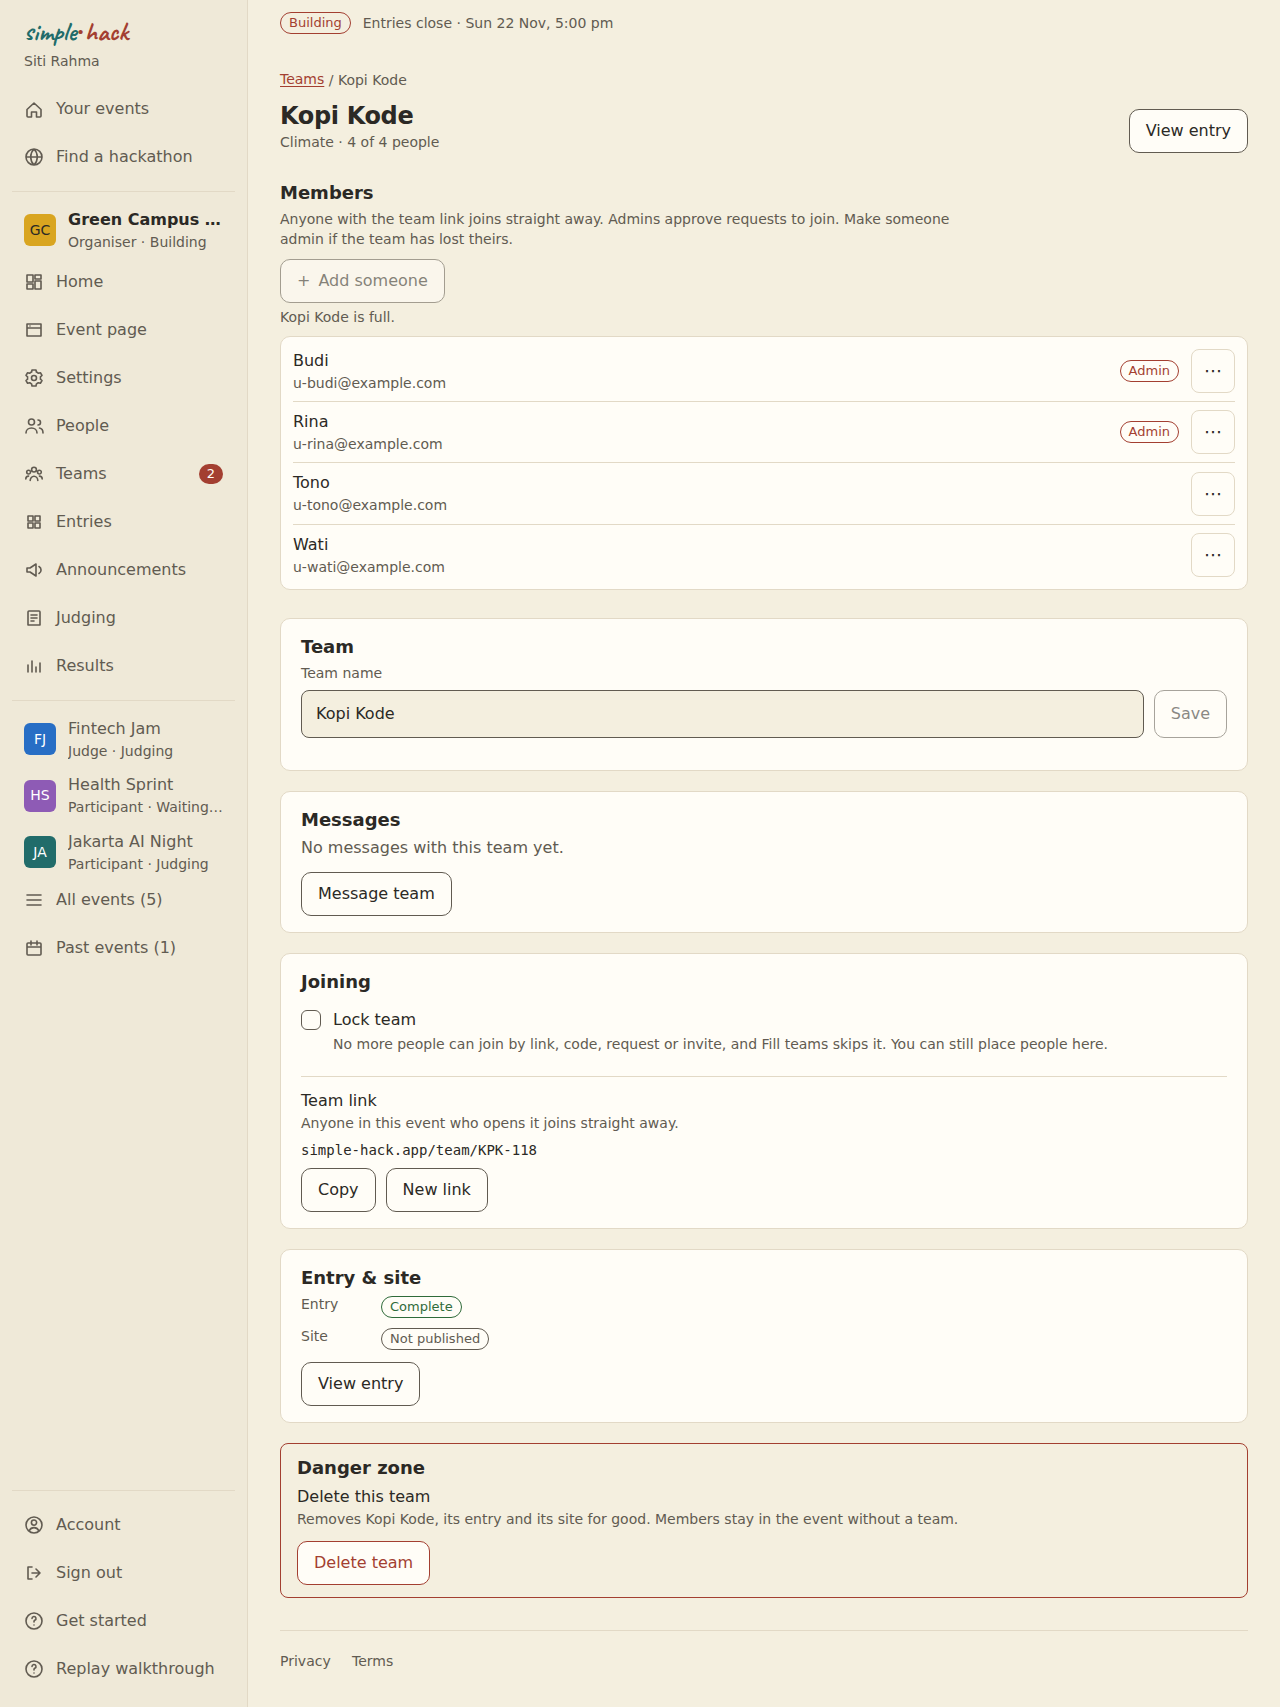 simple·hack
Siti Rahma
Your events
Find a hackathon
GC
Green Campus …
Organiser · Building
Home
Event page
Settings
People
Teams
2
Entries
Announcements
Judging
Results
FJ
Fintech Jam
Judge · Judging
HS
Health Sprint
Participant · Waiting…
JA
Jakarta AI Night
Participant · Judging
All events (5)
Past events (1)
Account
Sign out
Get started
Replay walkthrough
Building
Entries close · Sun 22 Nov, 5:00 pm
Teams / Kopi Kode
Kopi Kode
Climate · 4 of 4 people
View entry
Members
Anyone with the team link joins straight away. Admins approve requests to join. Make someone
admin if the team has lost theirs.
+ Add someone
Kopi Kode is full.
Budi
u-budi@example.com
Admin
Rina
u-rina@example.com
Admin
Tono
u-tono@example.com
Wati
u-wati@example.com
Team
Team name
Kopi Kode
Save
Messages
No messages with this team yet.
Message team
Joining
Lock team
No more people can join by link, code, request or invite, and Fill teams skips it. You can still place people here.
Team link
Anyone in this event who opens it joins straight away.
simple-hack.app/team/KPK-118
Copy
New link
Entry & site
Entry
Complete
Site
Not published
View entry
Danger zone
Delete this team
Removes Kopi Kode, its entry and its site for good. Members stay in the event without a team.
Delete team
Privacy
Terms